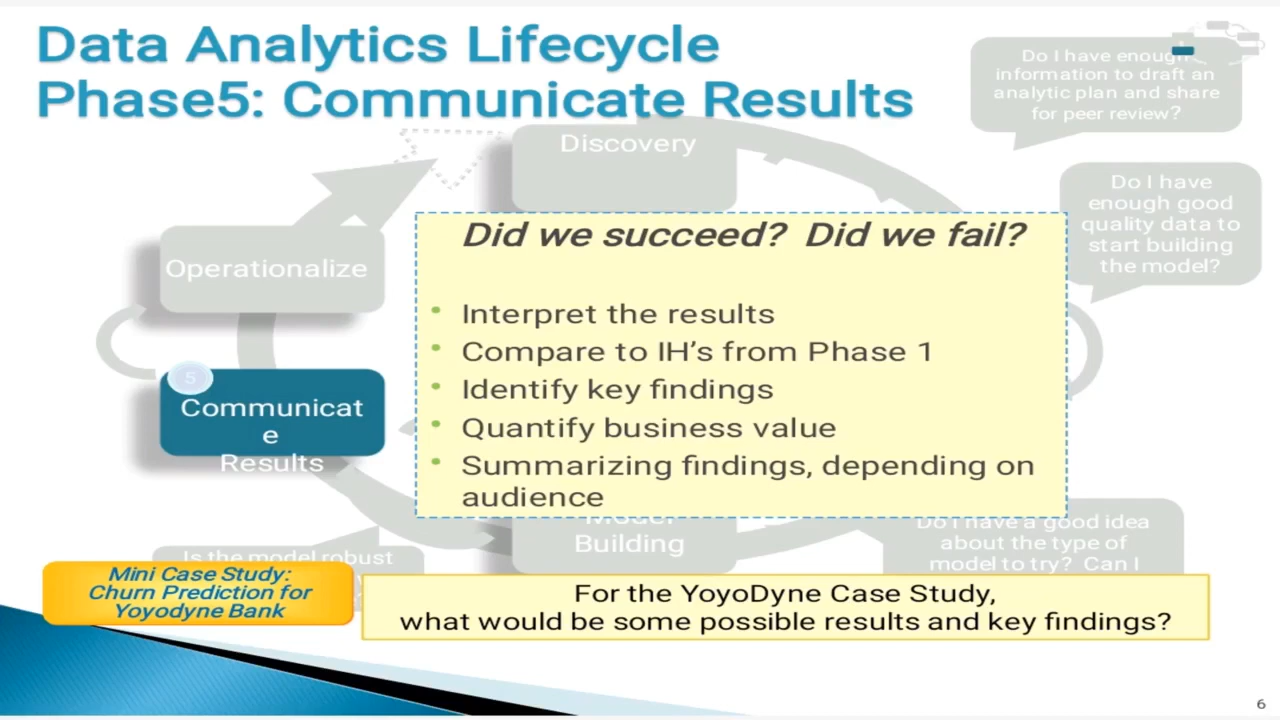 Data Analytics Lifecycle
Phase5: Communicate Results
Do I have enough
information to draft an
analytic plan and share
for peer review?
Discovery
Do I have
enough good
quality data to
start building
the model?
Operationalize
Did we succeed? Did we fail?
• Interpret the results
• Compare to IH’s from Phase 1
• Identify key findings
• Quantify business value
• Summarizing findings, depending on
audience
5
Communicat
e
Results
Model
Building
Do I have a good idea
about the type of
model to try? Can I
Is the model robust
Mini Case Study:
Churn Prediction for
Yoyodyne Bank
For the YoyoDyne Case Study,
what would be some possible results and key findings?
6